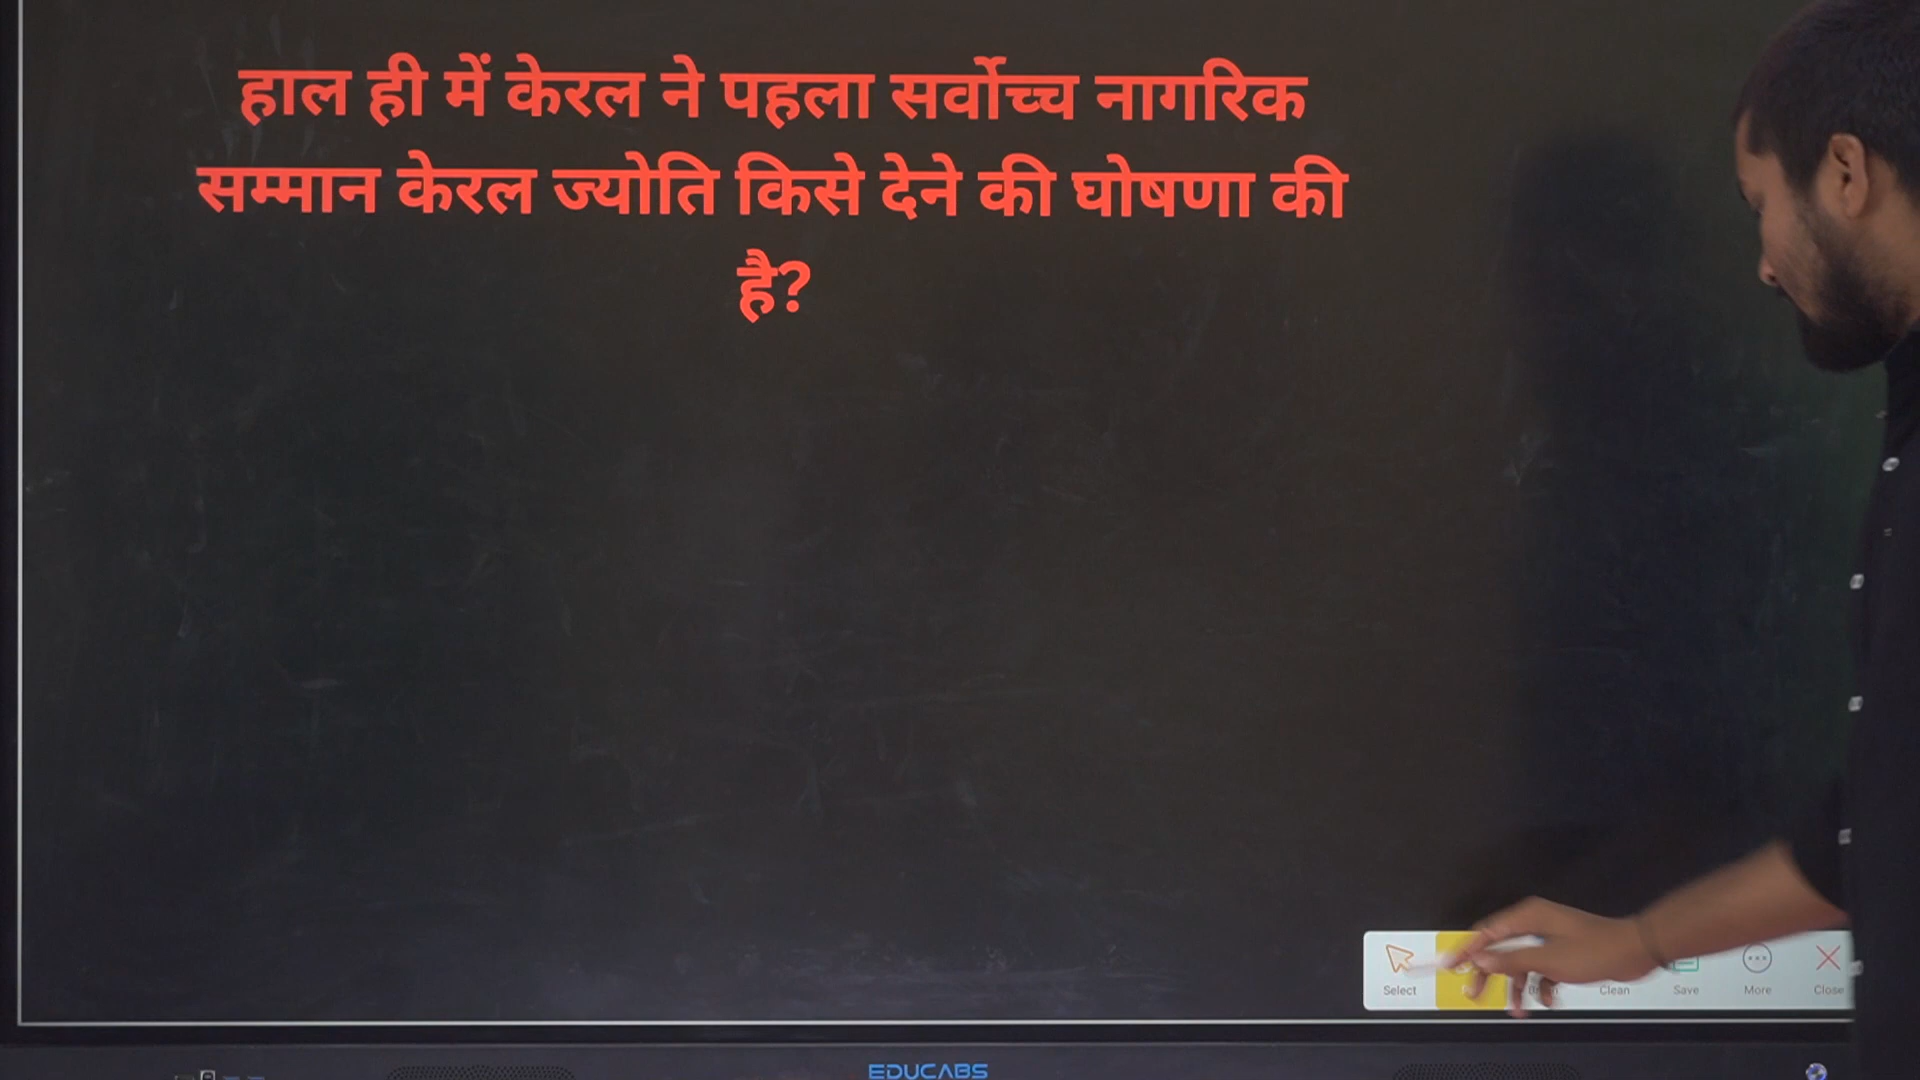 हाल ही में केरल ने पहला सर्वोच्च नागरिक
सम्मान केरल ज्योति किसे देने की घोषणा की
है?
Select
Clean
Save
More
Close
EDUCABS